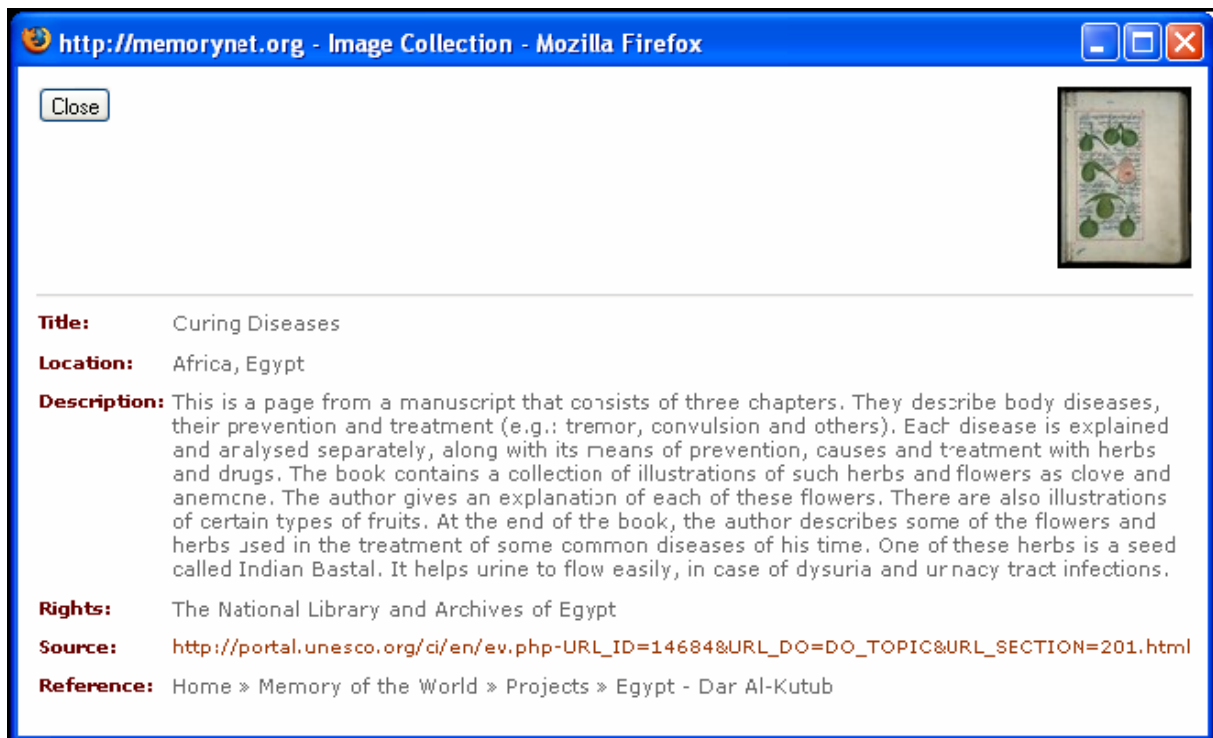 http://memorynet.org - Image Collection - Mozilla Firefox
Close
Title: Curing Diseases
Location: Africa, Egypt
Description: This is a page from a manuscript that consists of three chapters. They describe body diseases,
their prevention and treatment (e.g.: tremor, convulsion and others). Each disease is explained
and analysed separately, along with its means of prevention, causes and treatment with herbs
and drugs. The book contains a collection of illustrations of such herbs and flowers as clove and
anemone. The author gives an explanation of each of these flowers. There are also illustrations
of certain types of fruits. At the end of the book, the author describes some of the flowers and
herbs used in the treatment of some common diseases of his time. One of these herbs is a seed
called Indian Bastal. It helps urine to flow easily, in case of dysuria and urinacy tract infections.
Rights: The National Library and Archives of Egypt
Source: http://portal.unesco.org/ci/en/ev.php-URL_ID=14684&URL_DO=DO_TOPIC&URL_SECTION=201.html
Reference: Home » Memory of the World » Projects » Egypt - Dar Al-Kutub